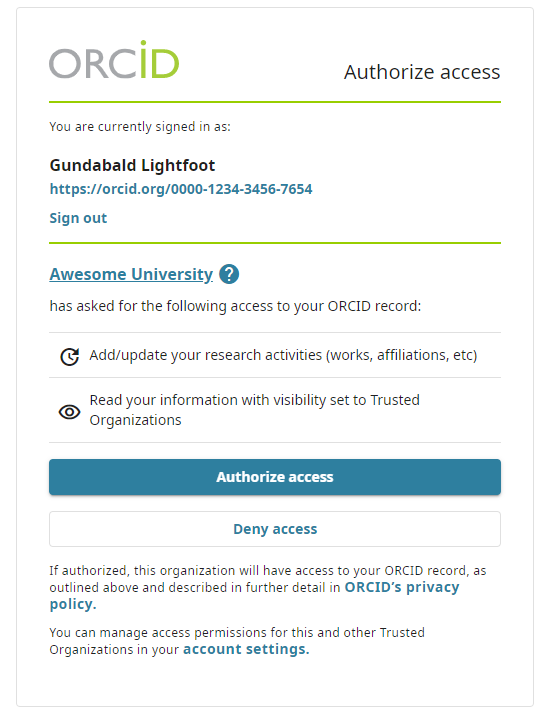 ORCiD
Authorize access
You are currently signed in as:
Gundabald Lightfoot
https://orcid.org/0000-1234-3456-7654
Sign out
Awesome University ?
has asked for the following access to your ORCID record:
Add/update your research activities (works, affiliations, etc)
Read your information with visibility set to Trusted
Organizations
Authorize access
Deny access
If authorized, this organization will have access to your ORCID record, as
outlined above and described in further detail in ORCID’s privacy
policy.
You can manage access permissions for this and other Trusted
Organizations in your account settings.